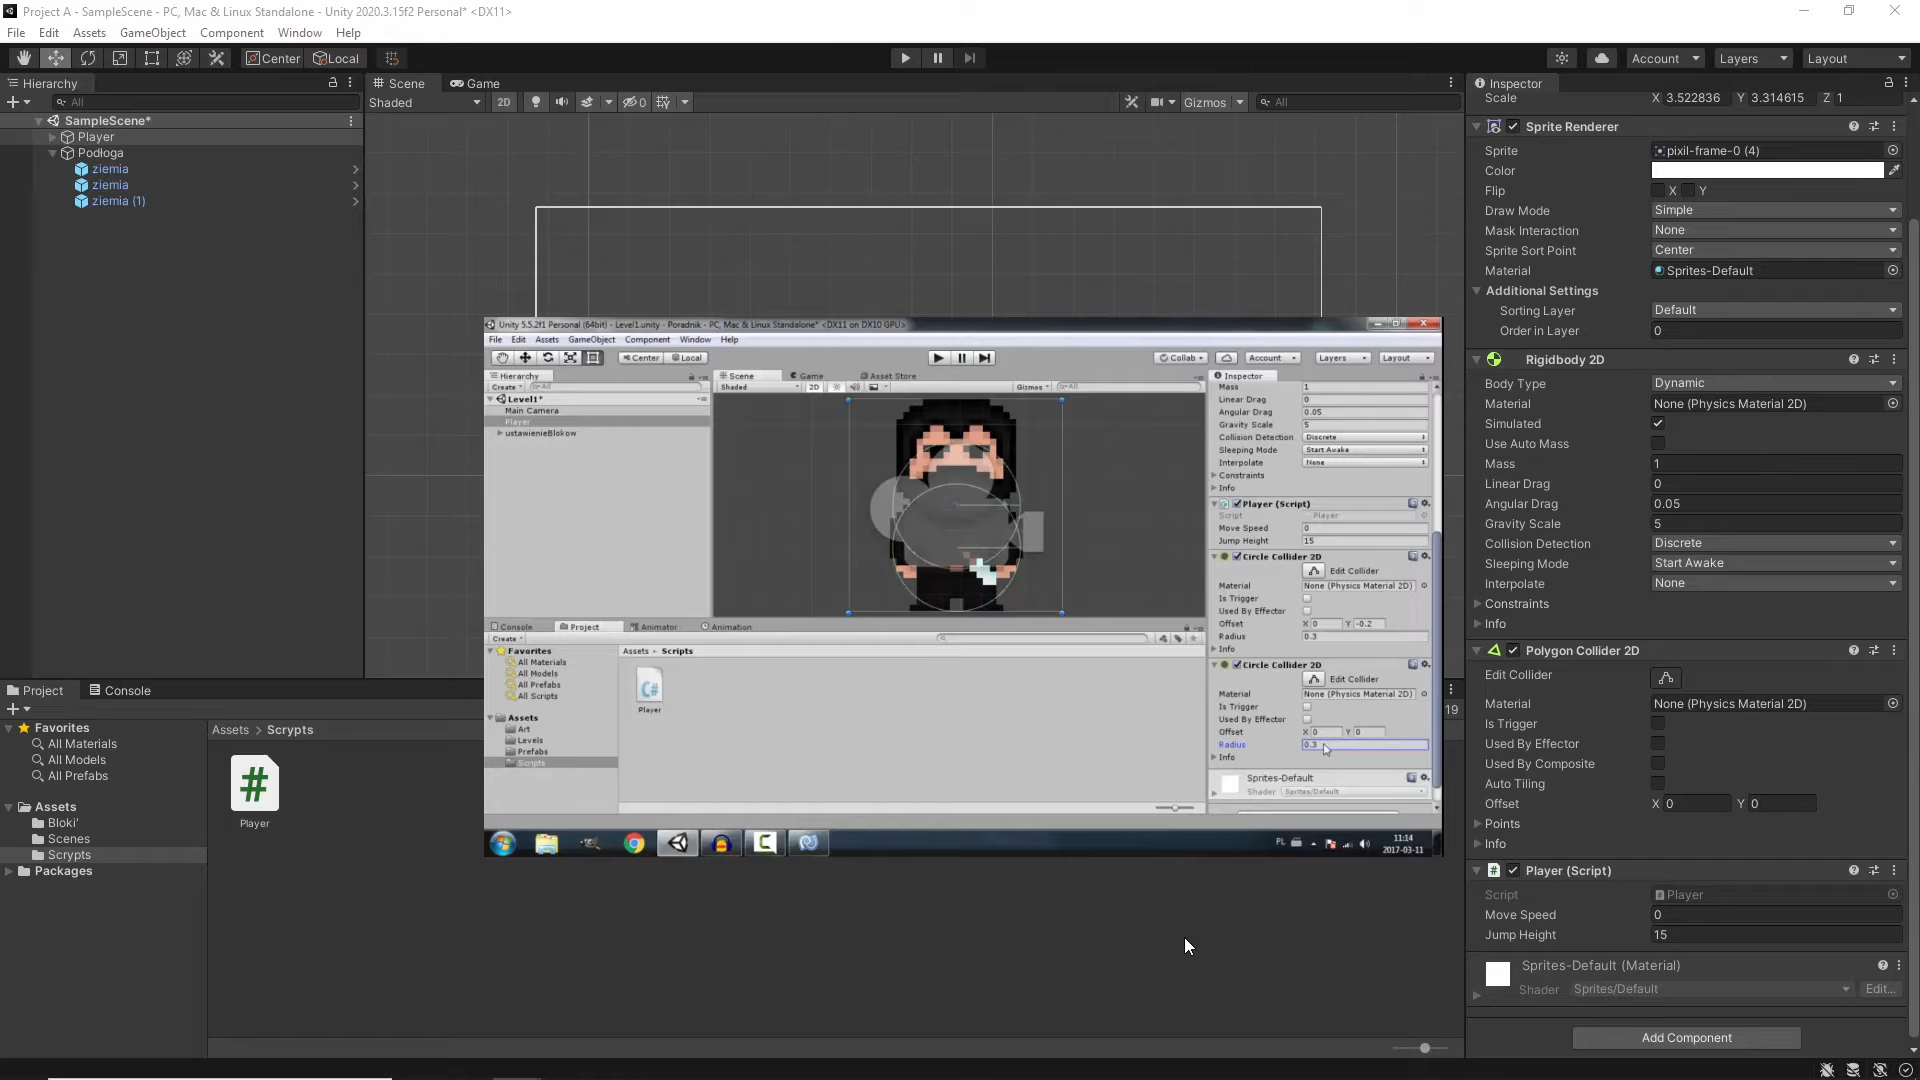 Project A - SampleScene - PC, Mac & Linux Standalone - Unity 2020.3.15f2 Personal* <DX11>
File Edit Assets GameObject Component Window Help
Center Local Account Layers Layout
Hierarchy
All
SampleScene*
Player
Podłoga
ziemia
ziemia
ziemia (1)
Scene Game
Shaded 2D 0 Gizmos All
Unity 5.5.2f1 Personal (64bit) - Level1.unity - Poradnik - PC, Mac & Linux Standalone* <DX11 on DX10 GPU>
File Edit Assets GameObject Component Window Help
Center Local Collab Account Layers Layout
Hierarchy
Create All
Level1*
Main Camera
Player
ustawienieBlokow
Scene Game Asset Store
Shaded 2D Gizmos All
Inspector
Mass 1
Linear Drag 0
Angular Drag 0.05
Gravity Scale 5
Collision Detection Discrete
Sleeping Mode Start Awake
Interpolate None
Constraints
Info
Player (Script)
Script Player
Move Speed 0
Jump Height 15
Circle Collider 2D
Edit Collider
Material None (Physics Material 2D)
Is Trigger
Used By Effector
Offset X 0 Y -0.2
Radius 0.3
Info
Circle Collider 2D
Edit Collider
Material None (Physics Material 2D)
Is Trigger
Used By Effector
Offset X 0 Y 0
Radius 0.3
Info
Sprites-Default
Shader Sprites/Default
Console Project Animator Animation
Create
Favorites
All Materials
All Models
All Prefabs
All Scripts
Assets
Art
Levels
Prefabs
Scripts
Assets Scripts
C#
Player
PL 11:14
2017-03-11
Project Console
19
Favorites
All Materials
All Models
All Prefabs
Assets
Bloki'
Scenes
Scrypts
Packages
Assets > Scrypts
#
Player
Inspector
Scale X 3.522836 Y 3.314615 Z 1
Sprite Renderer
Sprite pixil-frame-0 (4)
Color
Flip X Y
Draw Mode Simple
Mask Interaction None
Sprite Sort Point Center
Material Sprites-Default
Additional Settings
Sorting Layer Default
Order in Layer 0
Rigidbody 2D
Body Type Dynamic
Material None (Physics Material 2D)
Simulated
Use Auto Mass
Mass 1
Linear Drag 0
Angular Drag 0.05
Gravity Scale 5
Collision Detection Discrete
Sleeping Mode Start Awake
Interpolate None
Constraints
Info
Polygon Collider 2D
Edit Collider
Material None (Physics Material 2D)
Is Trigger
Used By Effector
Used By Composite
Auto Tiling
Offset X 0 Y 0
Points
Info
# Player (Script)
Script Player
Move Speed 0
Jump Height 15
Sprites-Default (Material)
Shader Sprites/Default Edit...
Add Component